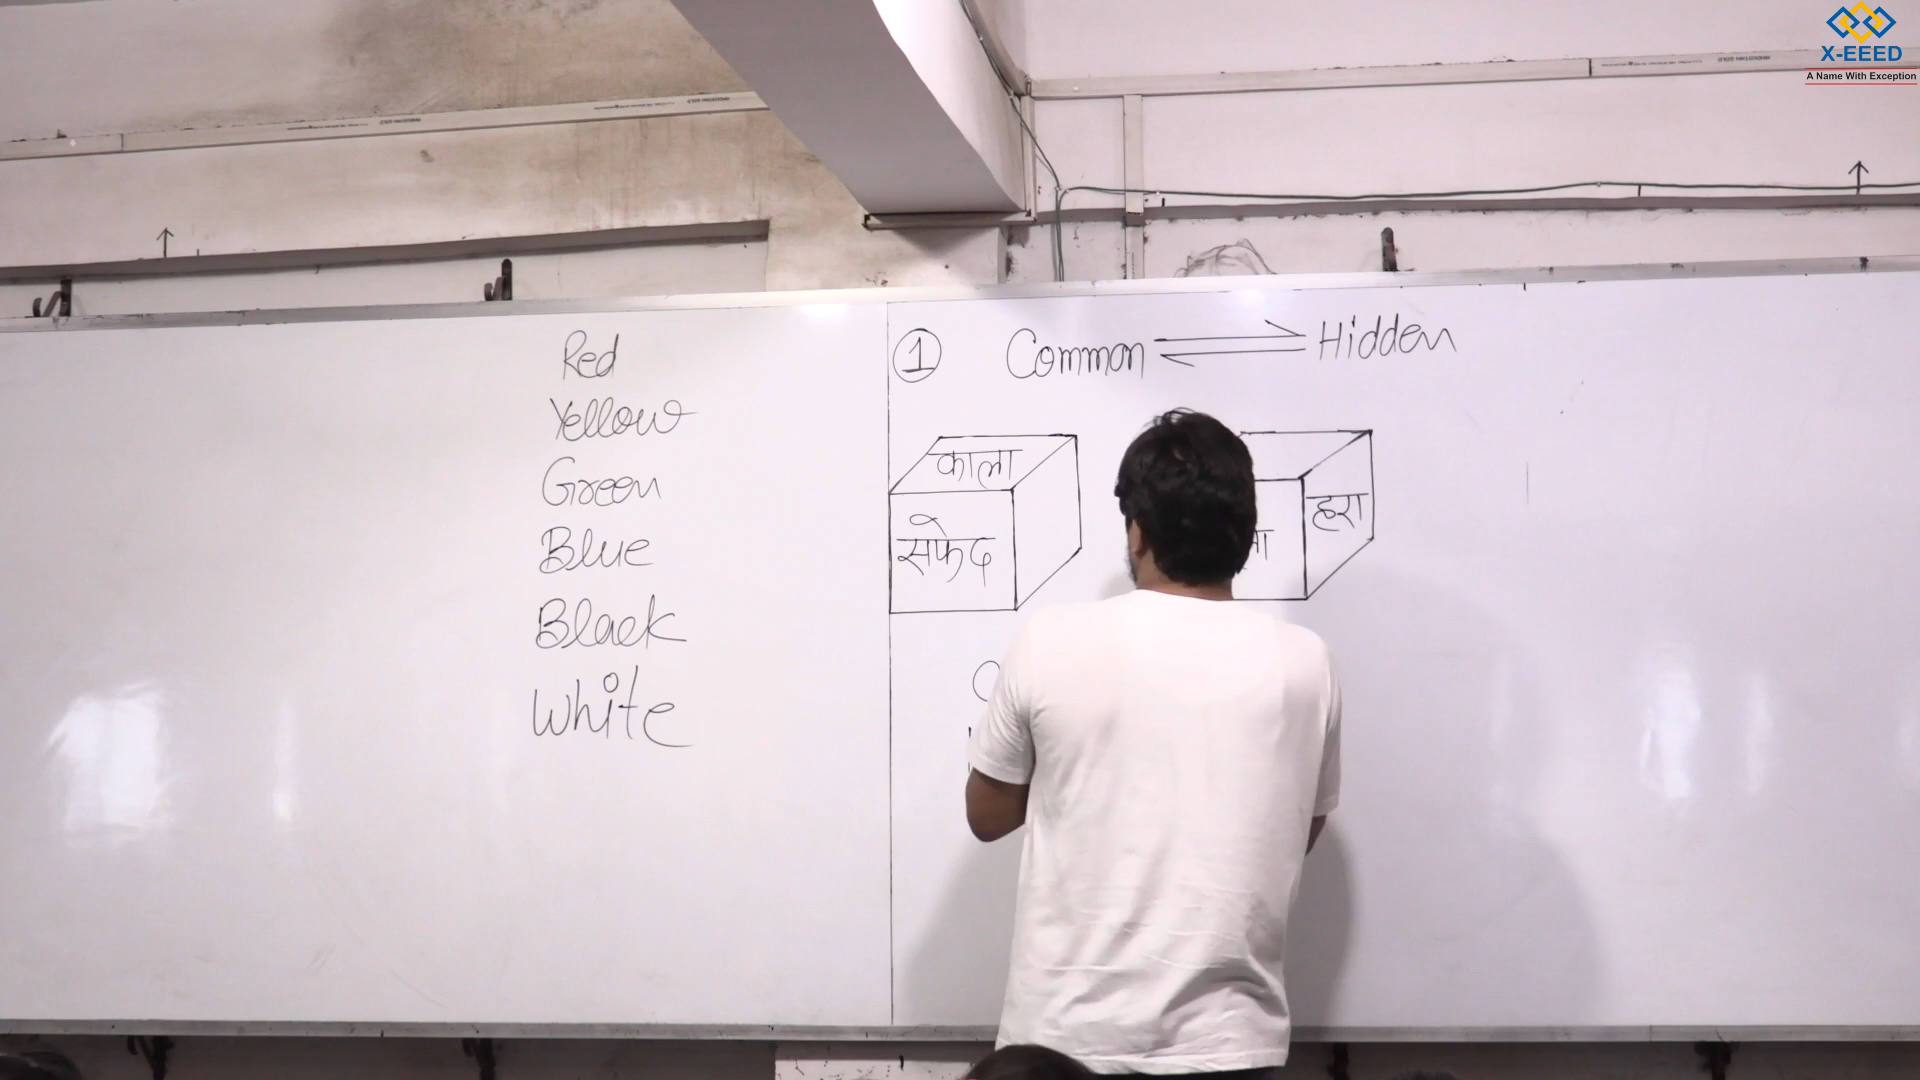 X-EEED
A Name With Exception
Red
Yellow
Green
Blue
Black
White
1 Common ⇌ Hidden
काला
सफेद
हरा